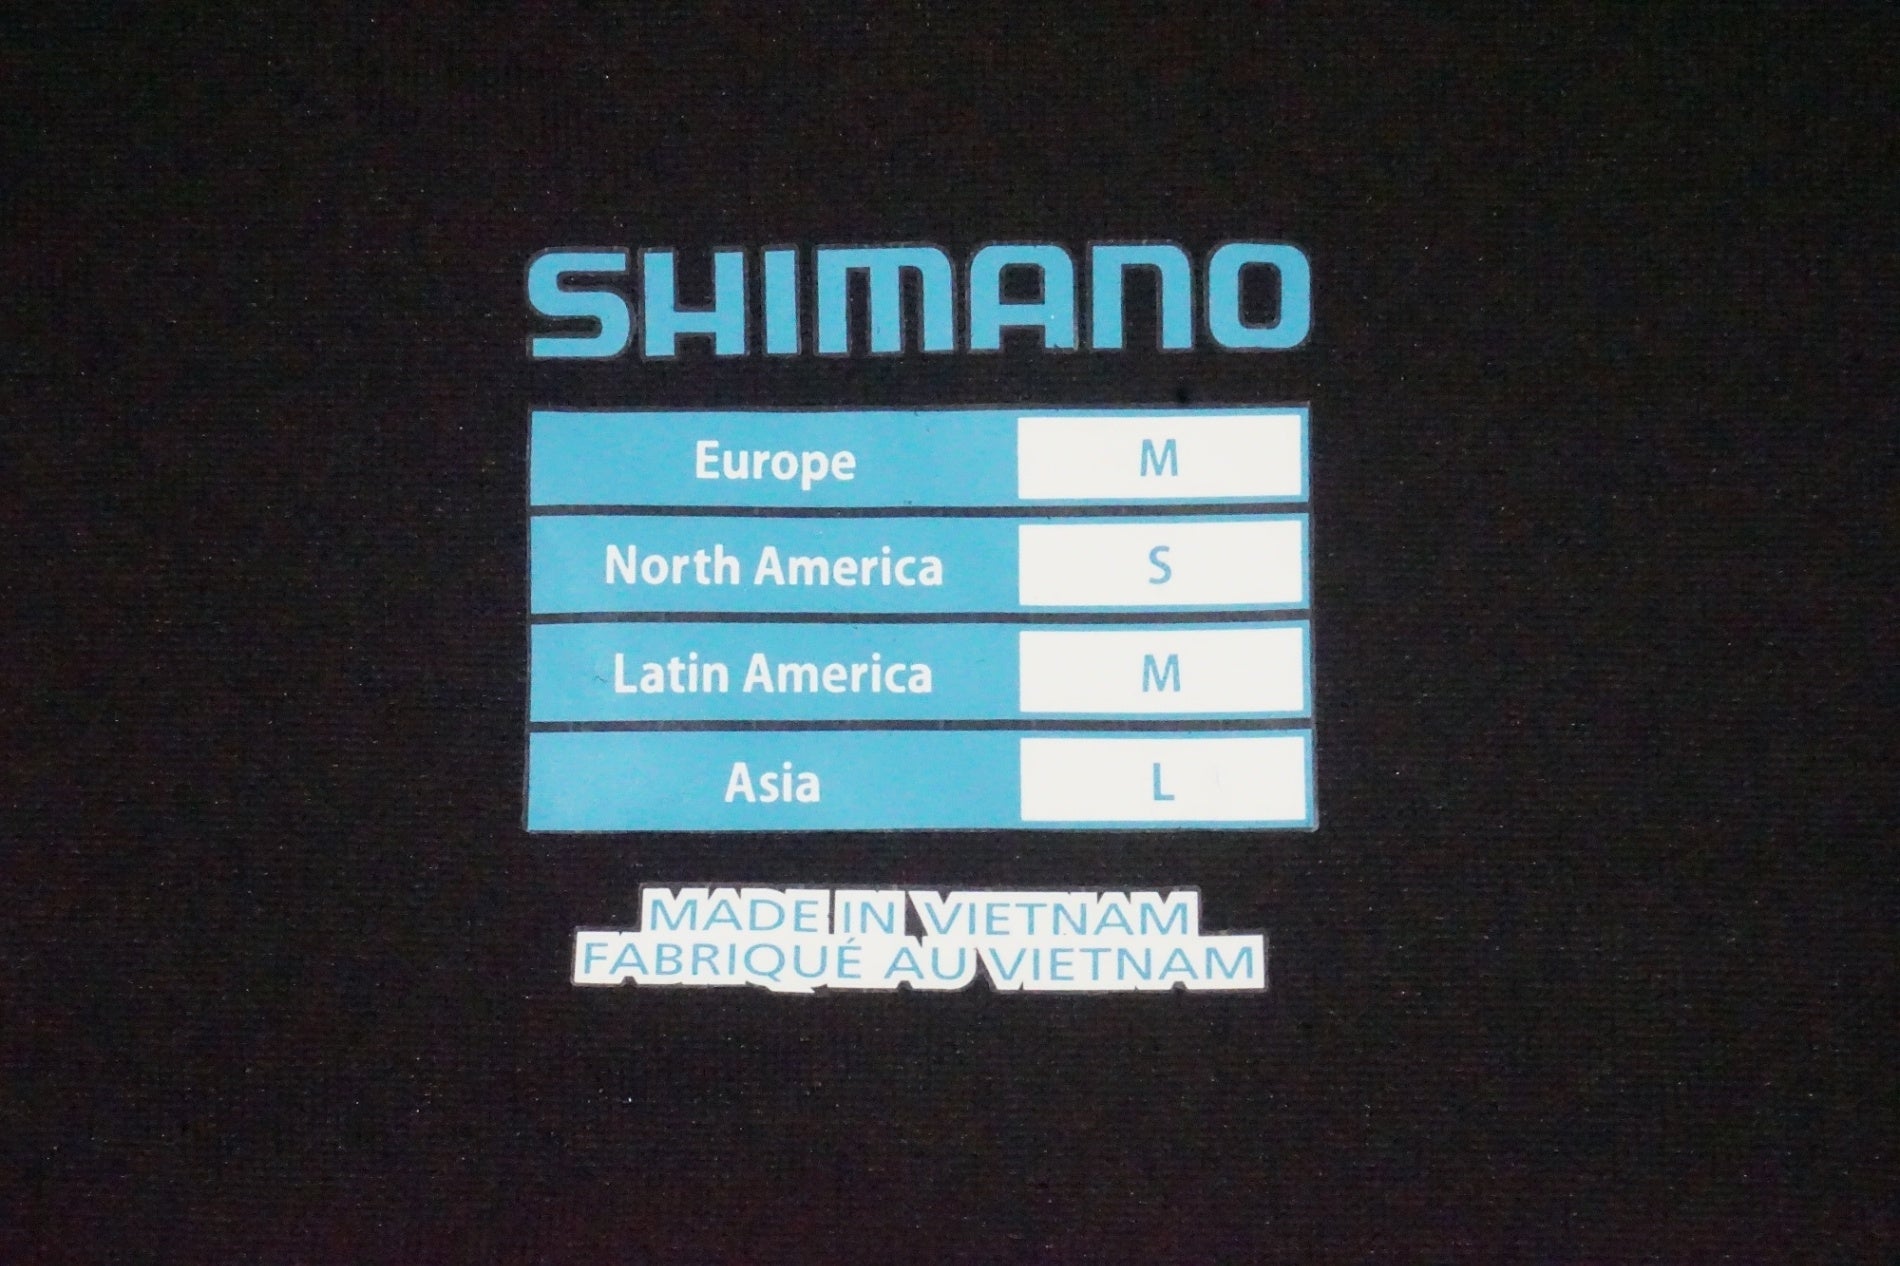 SHIMANO
Europe M
North America S
Latin America M
Asia L
MADE IN VIETNAM
FABRIQUÉ AU VIETNAM